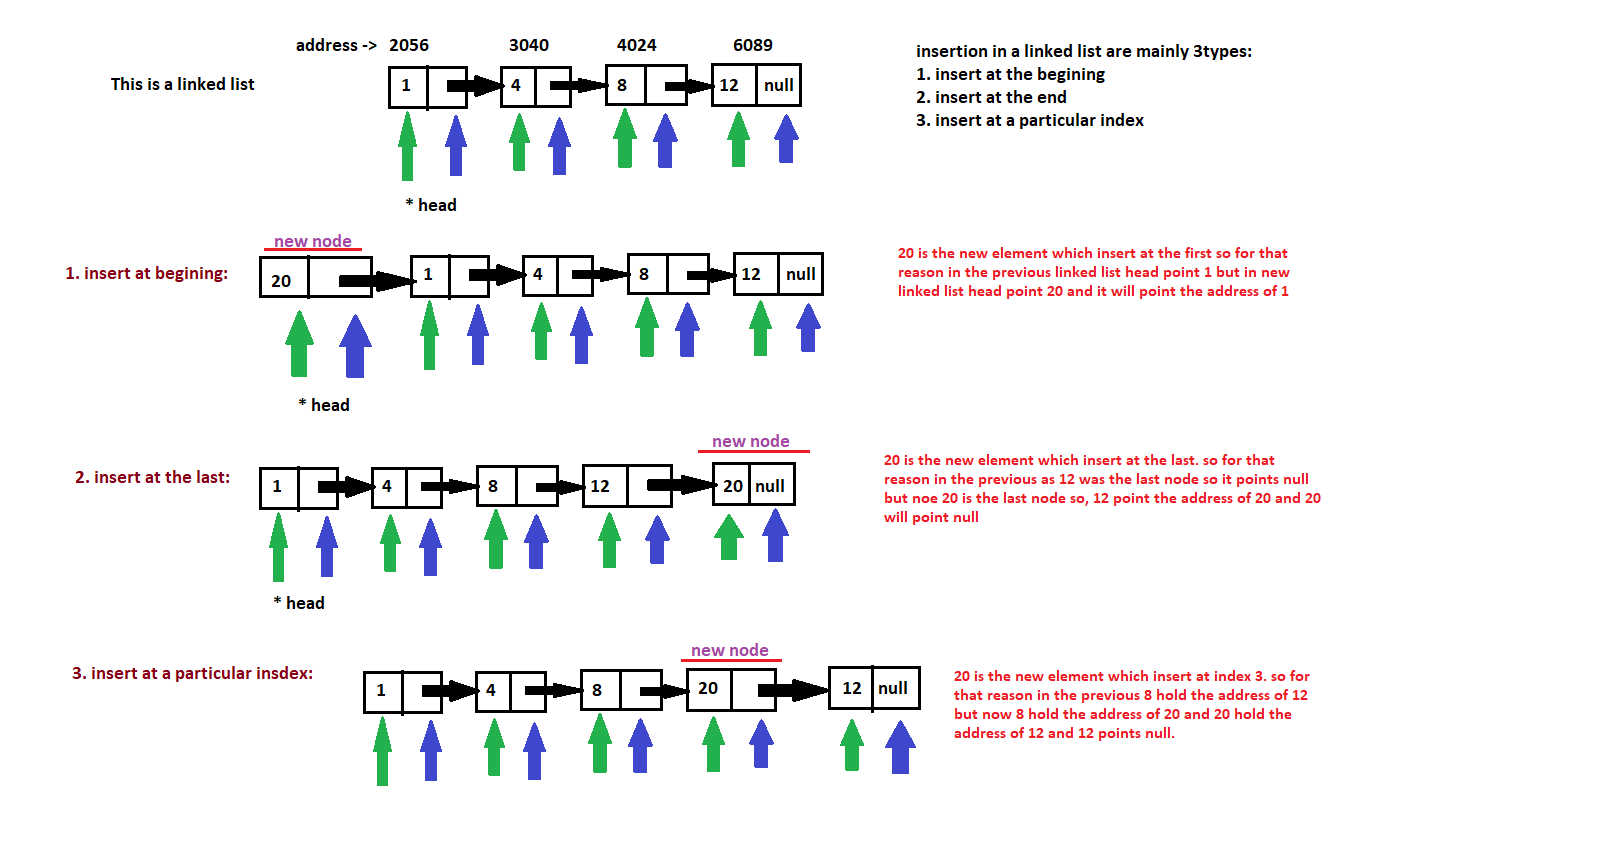 address -> 2056 3040 4024 6089
This is a linked list
1 4 8 12 null
* head
insertion in a linked list are mainly 3types:
1. insert at the begining
2. insert at the end
3. insert at a particular index
new node
1. insert at begining:
20 1 4 8 12 null
* head
20 is the new element which insert at the first so for that
reason in the previous linked list head point 1 but in new
linked list head point 20 and it will point the address of 1
new node
2. insert at the last:
1 4 8 12 20 null
* head
20 is the new element which insert at the last. so for that
reason in the previous as 12 was the last node so it points null
but noe 20 is the last node so, 12 point the address of 20 and 20
will point null
new node
3. insert at a particular insdex:
1 4 8 20 12 null
20 is the new element which insert at index 3. so for
that reason in the previous 8 hold the address of 12
but now 8 hold the address of 20 and 20 hold the
address of 12 and 12 points null.